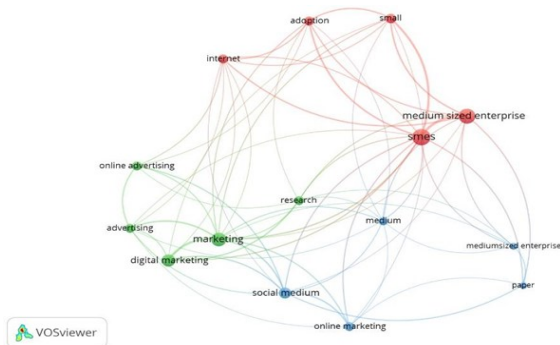 small
adoption
internet
medium sized enterprise
smes
online advertising
research
medium
advertising
marketing
mediumsized enterprise
digital marketing
paper
social medium
online marketing
VOSviewer